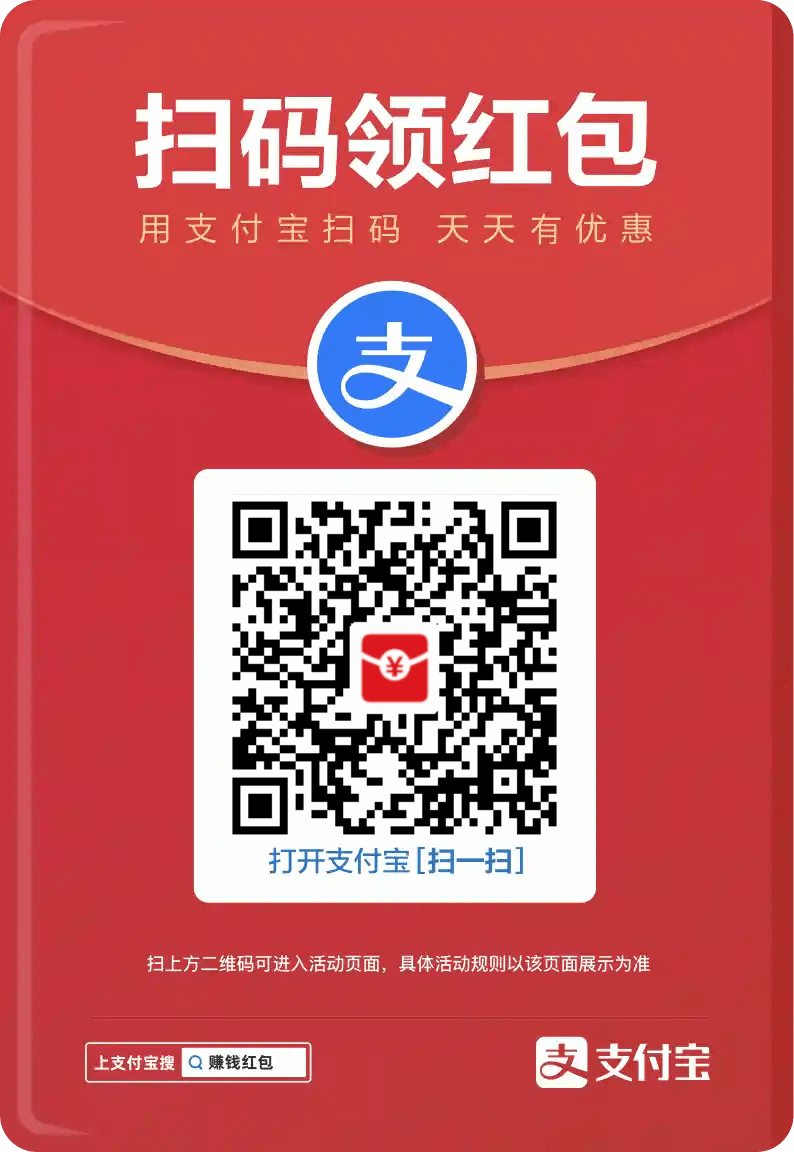 扫码领红包
用支付宝扫码 天天有优惠
支
¥
打开支付宝[扫一扫]
扫上方二维码可进入活动页面，具体活动规则以该页面展示为准
上支付宝搜 赚钱红包
支 支付宝